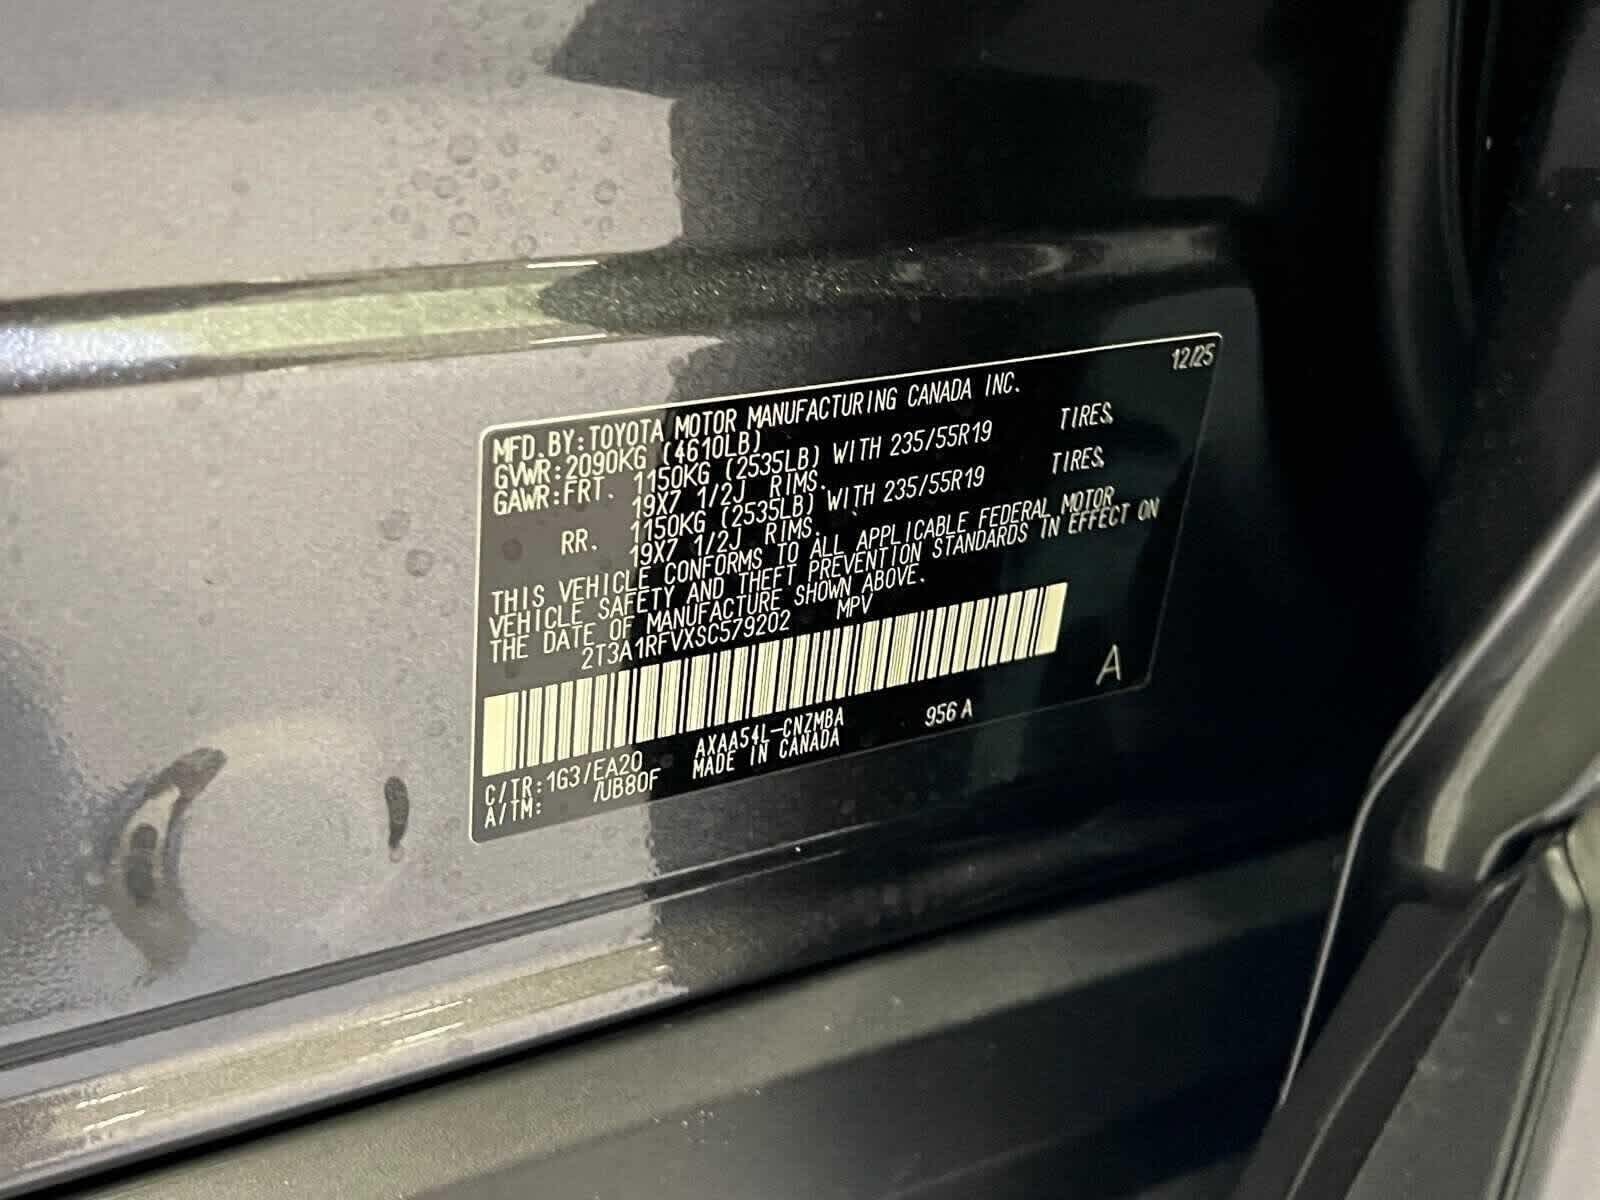 12/25
MFD.BY:TOYOTA MOTOR MANUFACTURING CANADA INC.
GVWR:2090KG (4610LB)
GAWR:FRT. 1150KG (2535LB) WITH 235/55R19 TIRES,
19X7 1/2J RIMS.
RR. 1150KG (2535LB) WITH 235/55R19 TIRES,
19X7 1/2J RIMS.
THIS VEHICLE CONFORMS TO ALL APPLICABLE FEDERAL MOTOR
VEHICLE SAFETY AND THEFT PREVENTION STANDARDS IN EFFECT ON
THE DATE OF MANUFACTURE SHOWN ABOVE.
2T3A1RFVXSC579202 MPV
A
C/TR:1G3/EA20 AXAA54L-CNZMBA 956A
A/TM: /UB80F MADE IN CANADA